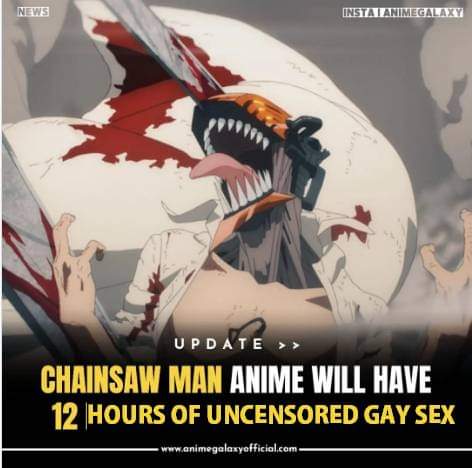 NEWS
INSTA | ANIMEGALAXY
UPDATE >>
CHAINSAW MAN ANIME WILL HAVE
12 HOURS OF UNCENSORED GAY SEX
www.animegalaxyofficial.com